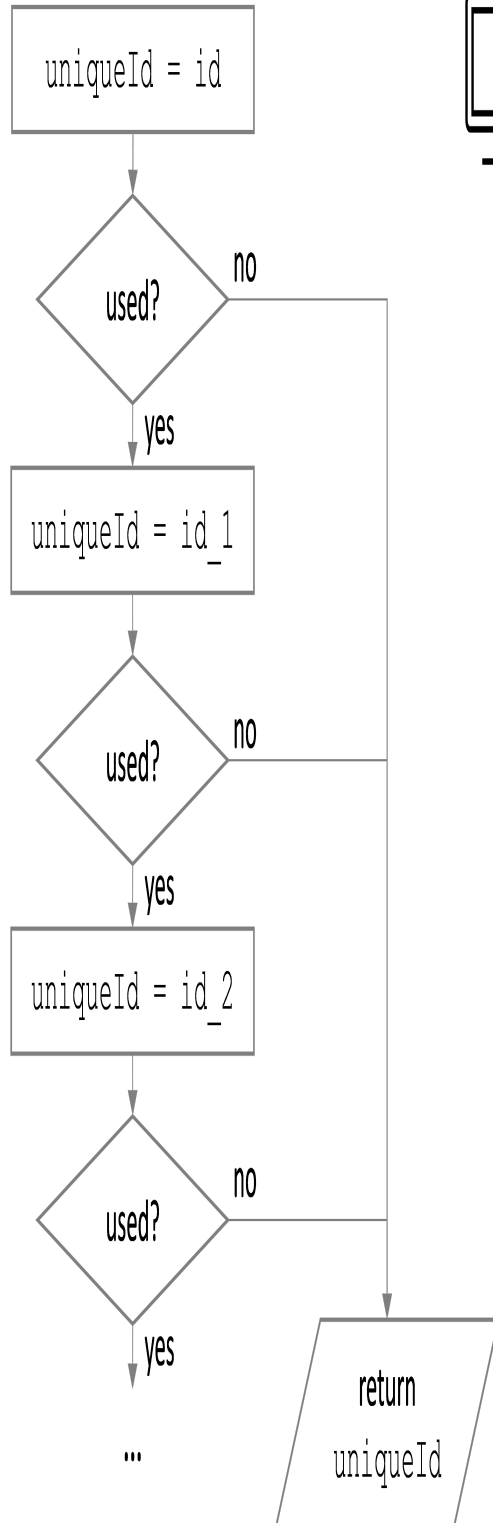 uniqueId = id
used?
no
yes
uniqueId = id_1
used?
no
yes
uniqueId = id_2
used?
no
yes
...
return
uniqueId